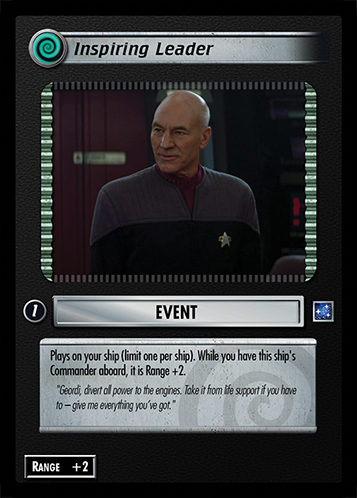 Inspiring Leader
1 EVENT
Plays on your ship (limit one per ship). While you have this ship's
Commander aboard, it is Range +2.
"Geordi, divert all power to the engines. Take it from life support if you have
to – give me everything you've got."
RANGE +2